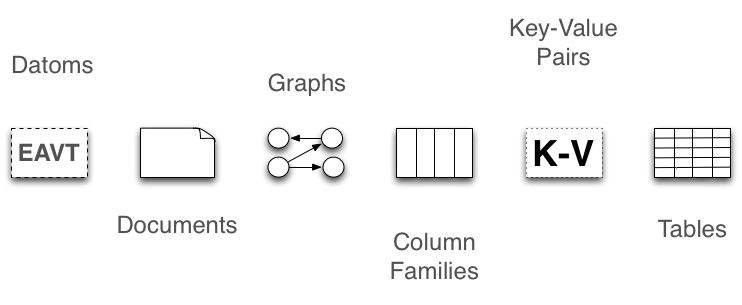 Datoms
EAVT
Documents
Graphs
Column
Families
Key-Value
Pairs
K-V
Tables